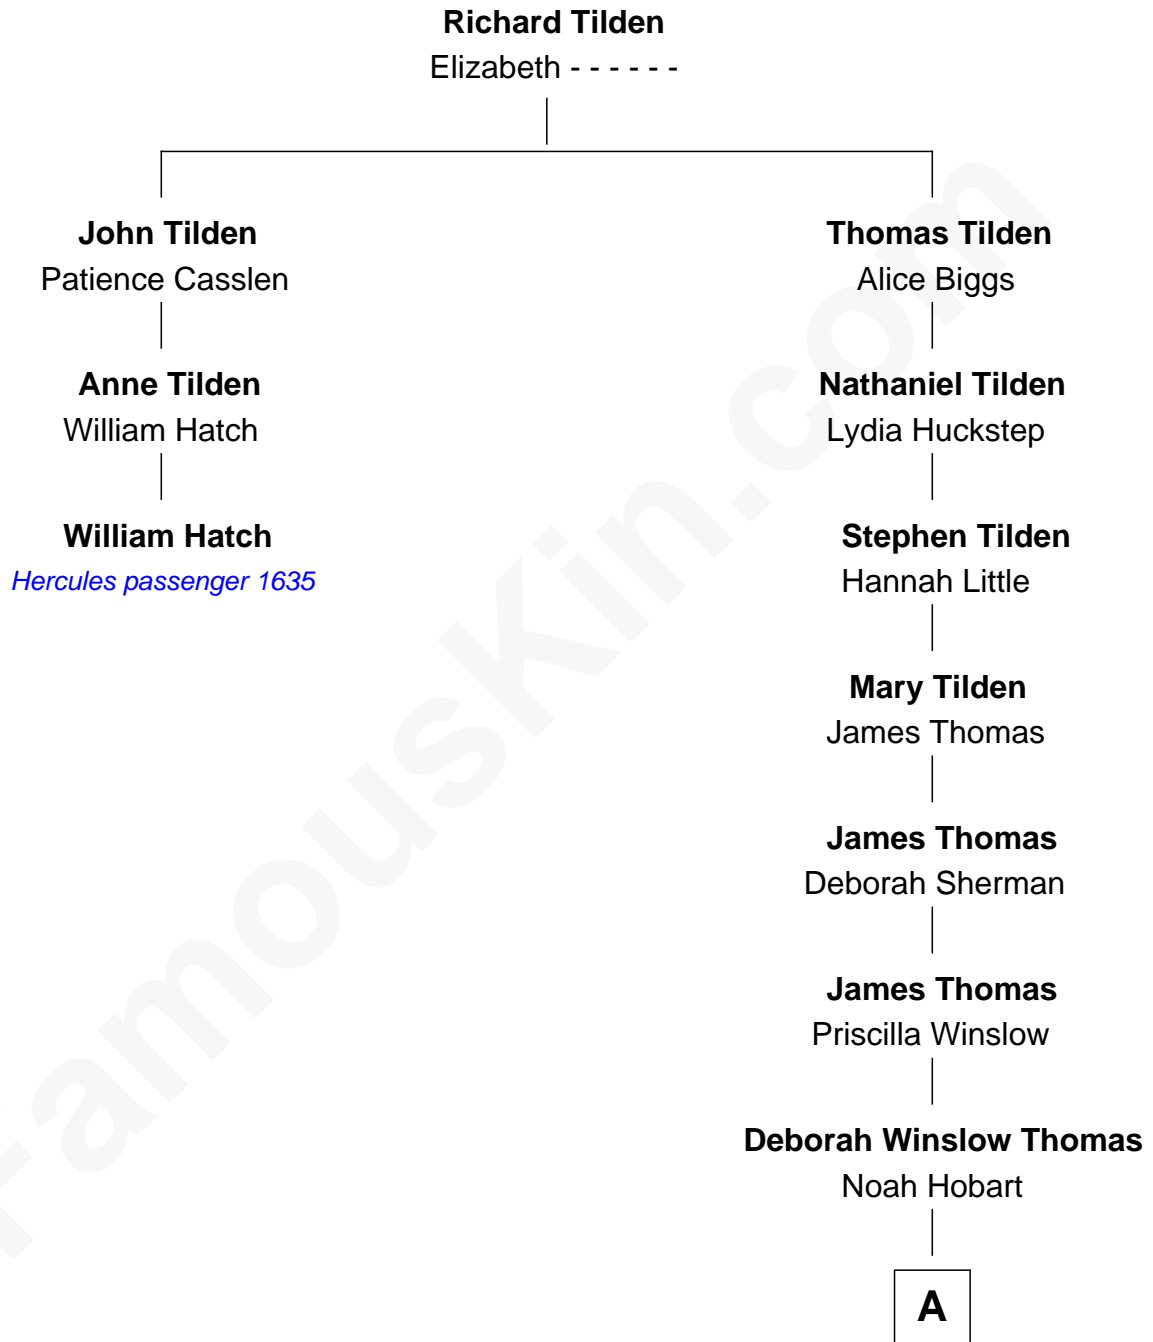 Richard Tilden
Elizabeth - - - - - -
John Tilden
Patience Casslen
Anne Tilden
William Hatch
William Hatch
Hercules passenger 1635
Thomas Tilden
Alice Biggs
Nathaniel Tilden
Lydia Huckstep
Stephen Tilden
Hannah Little
Mary Tilden
James Thomas
James Thomas
Deborah Sherman
James Thomas
Priscilla Winslow
Deborah Winslow Thomas
Noah Hobart
A
FamousKin.com